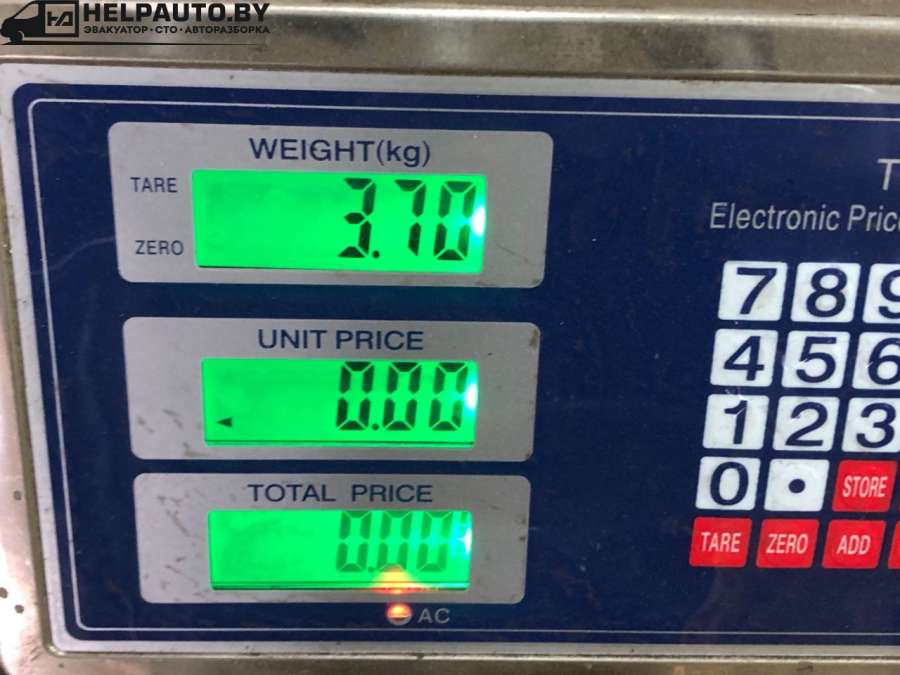 HELPAUTO.BY
ЭВАКУАТОР • СТО • АВТОРАЗБОРКА
WEIGHT(kg)
TARE
3.70
ZERO
UNIT PRICE
0.00
TOTAL PRICE
0.00
AC
Electronic
7 8
4 5 6
1 2 3
0 • STORE
TARE ZERO ADD